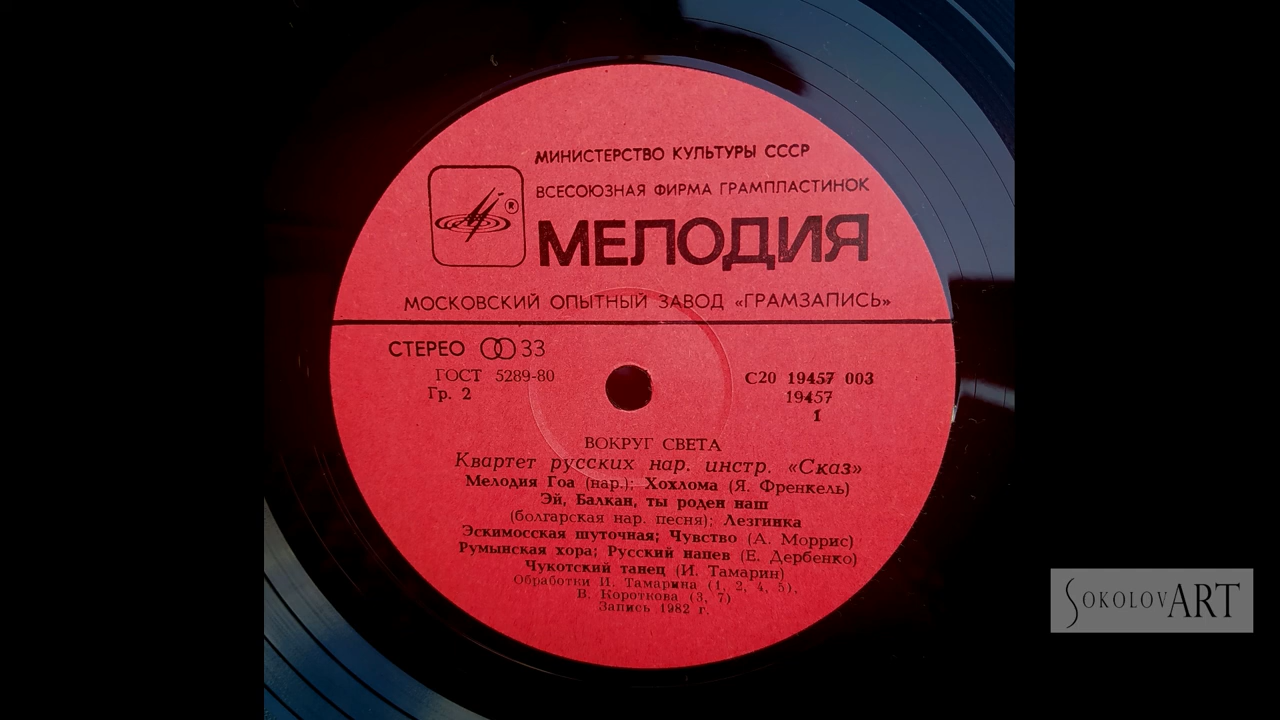 МИНИСТЕРСТВО КУЛЬТУРЫ СССР
ВСЕСОЮЗНАЯ ФИРМА ГРАМПЛАСТИНОК
®
МЕЛОДИЯ
МОСКОВСКИЙ ОПЫТНЫЙ ЗАВОД «ГРАМЗАПИСЬ»
СТЕРЕО 33
ГОСТ 5289-80
Гр. 2
С20 19457 003
19457
1
ВОКРУГ СВЕТА
Квартет русских нар. инстр. «Сказ»
Мелодия Гоа (нар.); Хохлома (Я. Френкель)
Эй, Балкан, ты роден наш
(болгарская нар. песня); Лезгинка
Эскимосская шуточная; Чувство (А. Моррис)
Румынская хора; Русский напев (Е. Дербенко)
Чукотский танец (И. Тамарин)
Обработки И. Тамарина (1, 2, 4, 5),
В. Короткова (3, 7)
Запись 1982 г.
SOKOLOVART